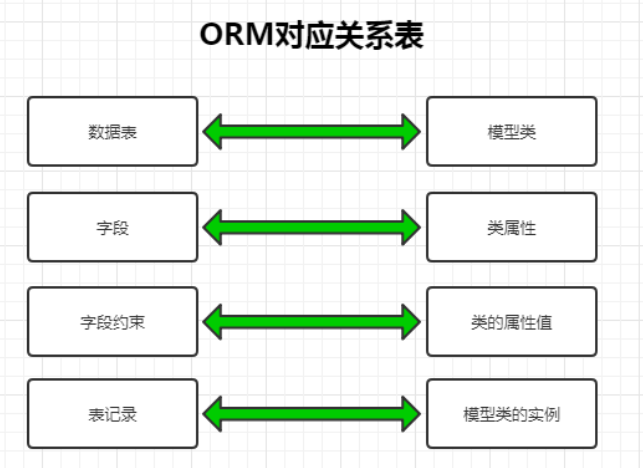 ORM对应关系表
数据表
模型类
字段
类属性
字段约束
类的属性值
表记录
模型类的实例